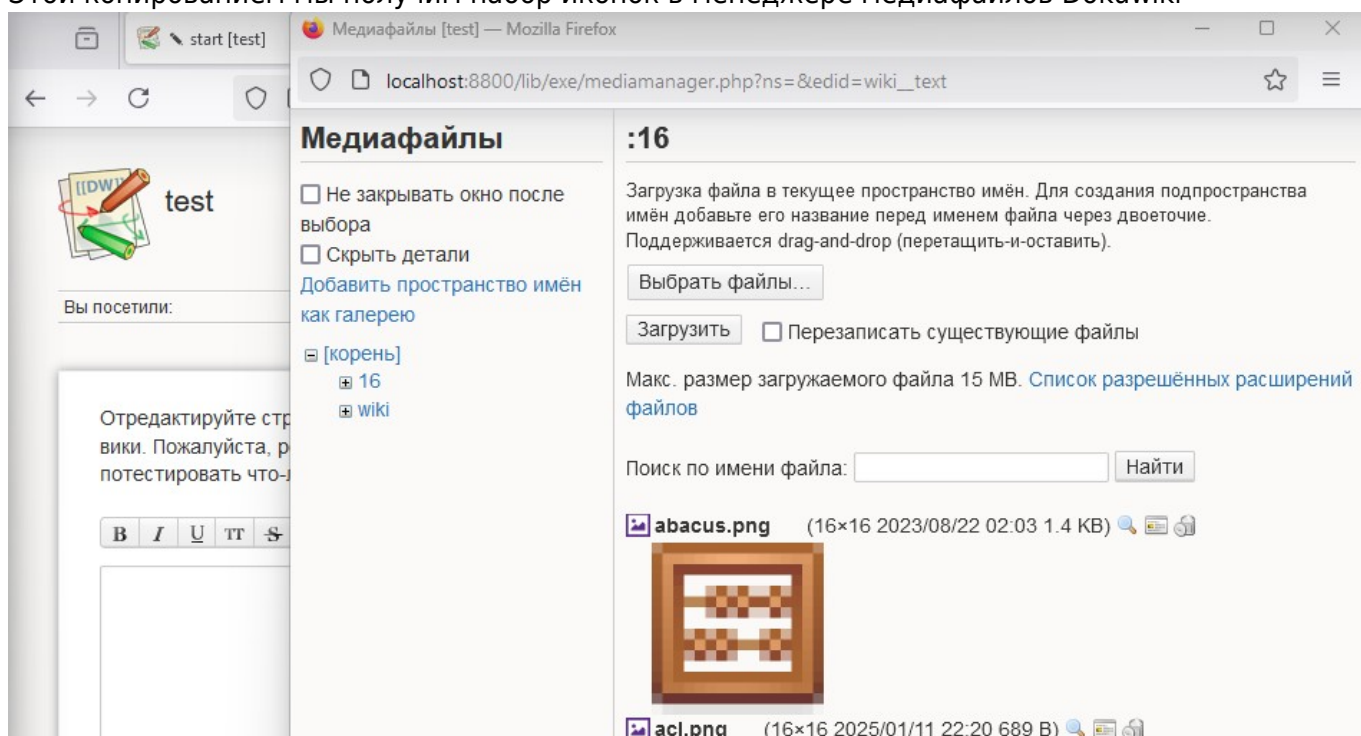 Этой копированием мы получим набор иконок в менеджере медиафайлов Dokuwiki
start [test]
Медиафайлы [test] — Mozilla Firefox
localhost:8800/lib/exe/mediamanager.php?ns=&edid=wiki__text
[[DW]]
test
Вы посетили:
Отредактируйте стр
вики. Пожалуйста, р
потестировать что-л
B I U TT S
Медиафайлы
Не закрывать окно после
выбора
Скрыть детали
Добавить пространство имён
как галерею
[корень]
16
wiki
:16
Загрузка файла в текущее пространство имён. Для создания подпространства
имён добавьте его название перед именем файла через двоеточие.
Поддерживается drag-and-drop (перетащить-и-оставить).
Выбрать файлы...
Загрузить Перезаписать существующие файлы
Макс. размер загружаемого файла 15 MB. Список разрешённых расширений
файлов
Поиск по имени файла: Найти
abacus.png (16×16 2023/08/22 02:03 1.4 KB)
acl.png (16×16 2025/01/11 22:20 689 B)